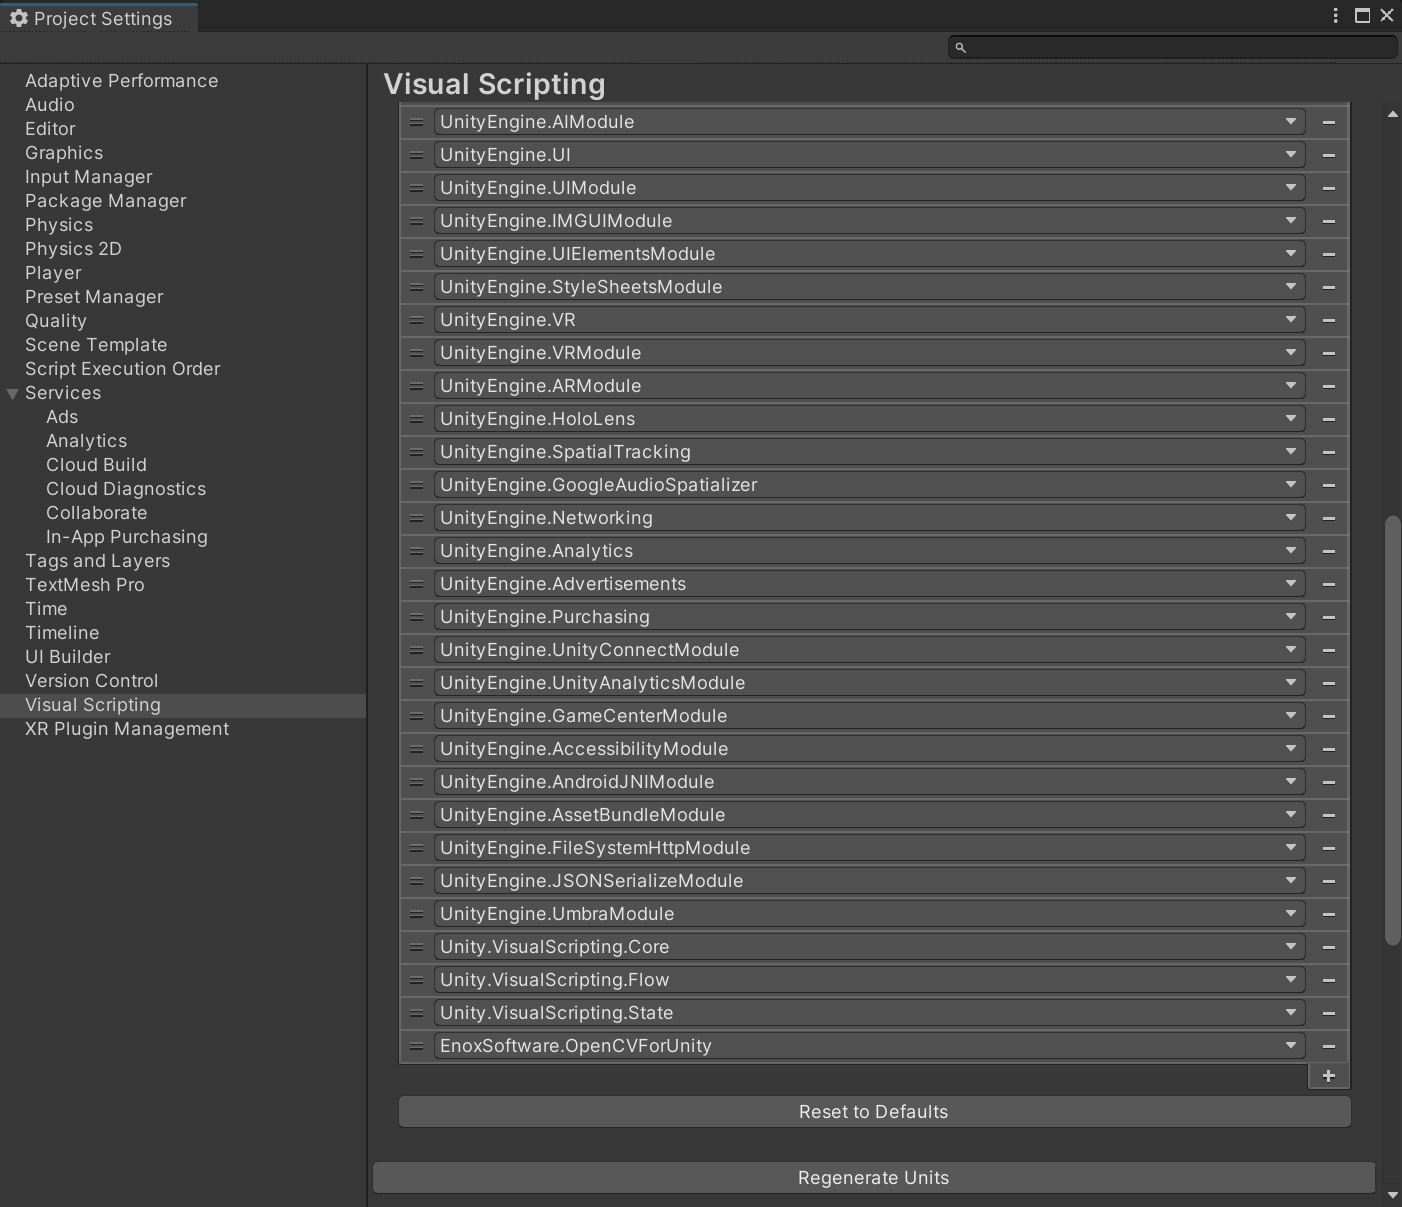 Project Settings
Adaptive Performance
Audio
Editor
Graphics
Input Manager
Package Manager
Physics
Physics 2D
Player
Preset Manager
Quality
Scene Template
Script Execution Order
Services
Ads
Analytics
Cloud Build
Cloud Diagnostics
Collaborate
In-App Purchasing
Tags and Layers
TextMesh Pro
Time
Timeline
UI Builder
Version Control
Visual Scripting
XR Plugin Management
Visual Scripting
UnityEngine.AIModule
UnityEngine.UI
UnityEngine.UIModule
UnityEngine.IMGUIModule
UnityEngine.UIElementsModule
UnityEngine.StyleSheetsModule
UnityEngine.VR
UnityEngine.VRModule
UnityEngine.ARModule
UnityEngine.HoloLens
UnityEngine.SpatialTracking
UnityEngine.GoogleAudioSpatializer
UnityEngine.Networking
UnityEngine.Analytics
UnityEngine.Advertisements
UnityEngine.Purchasing
UnityEngine.UnityConnectModule
UnityEngine.UnityAnalyticsModule
UnityEngine.GameCenterModule
UnityEngine.AccessibilityModule
UnityEngine.AndroidJNIModule
UnityEngine.AssetBundleModule
UnityEngine.FileSystemHttpModule
UnityEngine.JSONSerializeModule
UnityEngine.UmbraModule
Unity.VisualScripting.Core
Unity.VisualScripting.Flow
Unity.VisualScripting.State
EnoxSoftware.OpenCVForUnity
Reset to Defaults
Regenerate Units